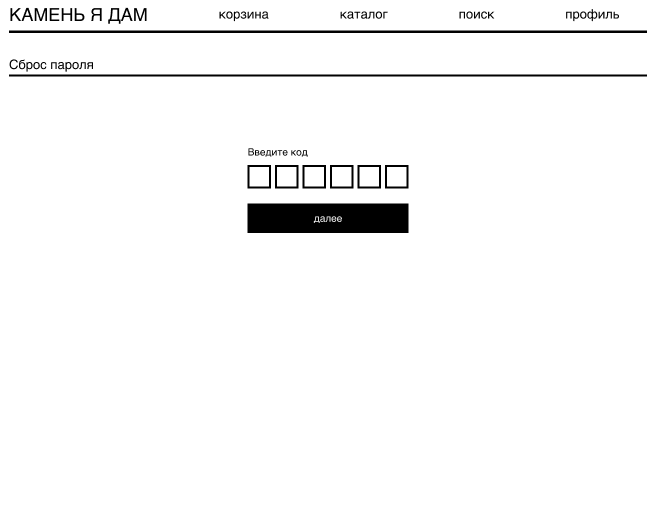 КАМЕНЬ Я ДАМ корзина каталог поиск профиль
Сброс пароля
Введите код
далее